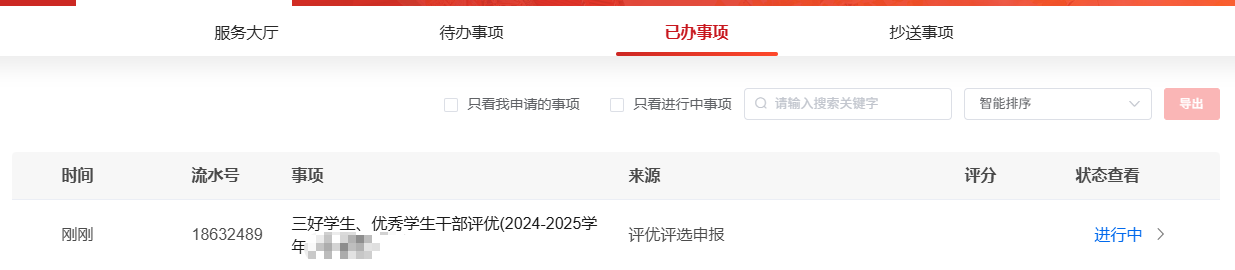 服务大厅 待办事项 已办事项 抄送事项
只看我申请的事项 只看进行中事项 请输入搜索关键字 智能排序 导出
时间 流水号 事项 来源 评分 状态查看
刚刚 18632489 三好学生、优秀学生干部评优(2024-2025学 评优评选申报 进行中
年